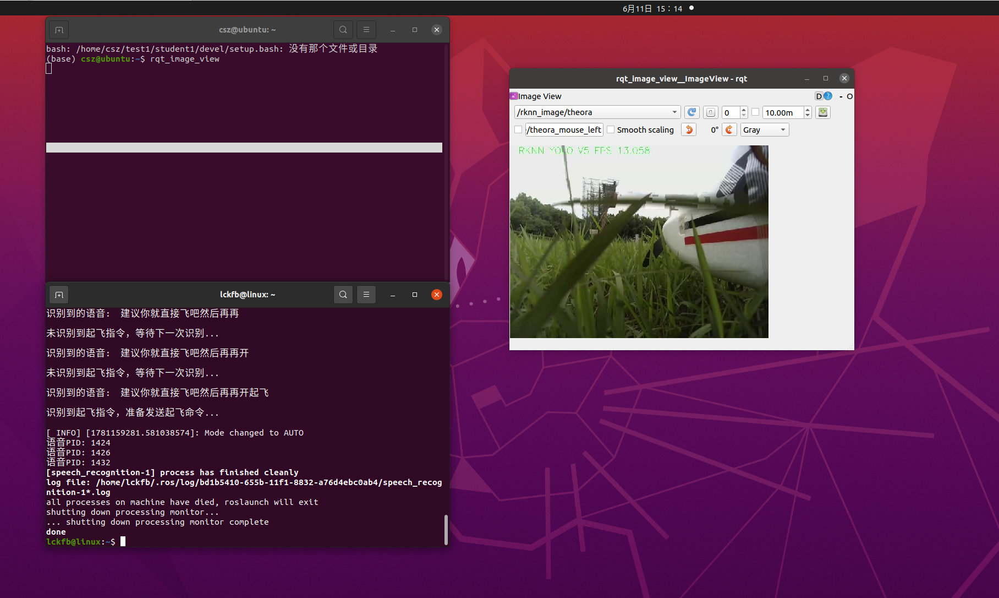 6月11日 15：14
csz@ubuntu: ~
bash: /home/csz/test1/student1/devel/setup.bash: 没有那个文件或目录
(base) csz@ubuntu:~$ rqt_image_view
rqt_image_view__ImageView - rqt
Image View
D ? - O
/rknn_image/theora
0
10.00m
/theora_mouse_left
Smooth scaling
0°
Gray
RKNN YOLO V5 FPS 13.058
lckfb@linux: ~
识别到的语音： 建议你就直接飞吧然后再再
未识别到起飞指令，等待下一次识别...
识别到的语音： 建议你就直接飞吧然后再再开
未识别到起飞指令，等待下一次识别...
识别到的语音： 建议你就直接飞吧然后再再开起飞
识别到起飞指令，准备发送起飞命令...
[ INFO] [1781159281.581038574]: Mode changed to AUTO
语音PID: 1424
语音PID: 1426
语音PID: 1432
[speech_recognition-1] process has finished cleanly
log file: /home/lckfb/.ros/log/bd1b5410-655b-11f1-8832-a76d4ebc0ab4/speech_recog
nition-1*.log
all processes on machine have died, roslaunch will exit
shutting down processing monitor...
... shutting down processing monitor complete
done
lckfb@linux:~$